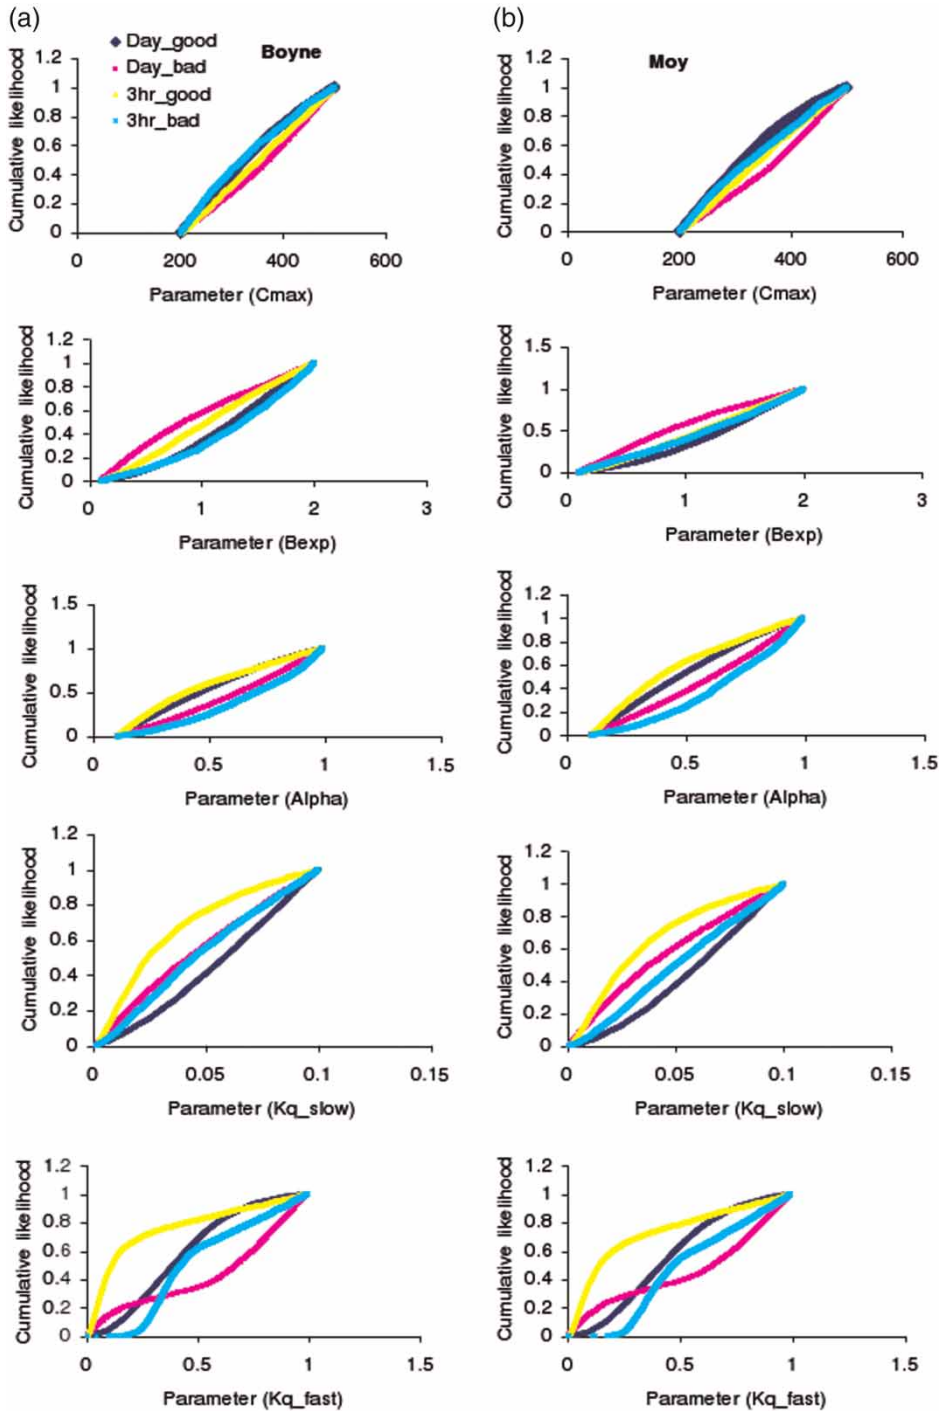 (a)
Day_good
Day_bad
3hr_good
3hr_bad
Boyne
Cumulative likelihood
1.2
1
0.8
0.6
0.4
0.2
0
0 200 400 600
Parameter (Cmax)
(b)
Moy
Cumulative likelihood
1.2
1
0.8
0.6
0.4
0.2
0
0 200 400 600
Parameter (Cmax)
Cumulative likelihood
1.2
1
0.8
0.6
0.4
0.2
0
0 1 2 3
Parameter (Bexp)
Cumulative likelihood
1.5
1
0.5
0
0 1 2 3
Parameter (Bexp)
Cumulative likelihood
1.5
1
0.5
0
0 0.5 1 1.5
Parameter (Alpha)
Cumulative likelihood
1.2
1
0.8
0.6
0.4
0.2
0
0 0.5 1 1.5
Parameter (Alpha)
Cumulative likelihood
1.2
1
0.8
0.6
0.4
0.2
0
0 0.05 0.1 0.15
Parameter (Kq_slow)
Cumulative likelihood
1.2
1
0.8
0.6
0.4
0.2
0
0 0.05 0.1 0.15
Parameter (Kq_slow)
Cumulative likelihood
1.2
1
0.8
0.6
0.4
0.2
0
0 0.5 1 1.5
Parameter (Kq_fast)
Cumulative likelihood
1.2
1
0.8
0.6
0.4
0.2
0
0 0.5 1 1.5
Parameter (Kq_fast)